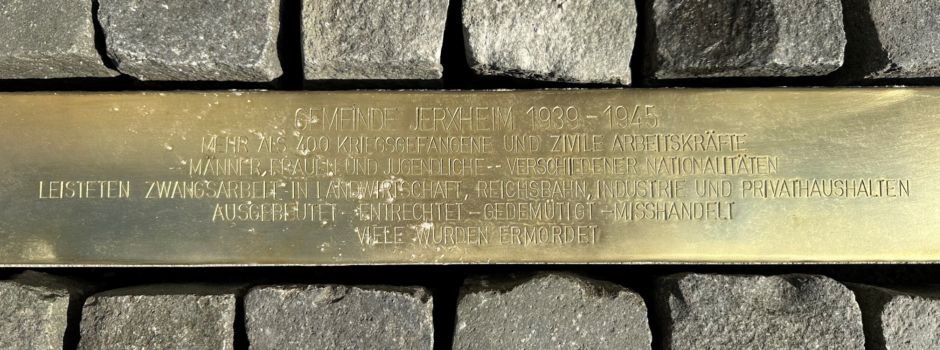 GEMEINDE JERXHEIM 1939 - 1945
MEHR ALS 400 KRIEGSGEFANGENE UND ZIVILE ARBEITSKRÄFTE
- MÄNNER, FRAUEN UND JUGENDLICHE - VERSCHIEDENER NATIONALITÄTEN
LEISTETEN ZWANGSARBEIT IN LANDWIRTSCHAFT, REICHSBAHN, INDUSTRIE UND PRIVATHAUSHALTEN
AUSGEBEUTET - ENTRECHTET - GEDEMÜTIGT - MISSHANDELT
VIELE WURDEN ERMORDET